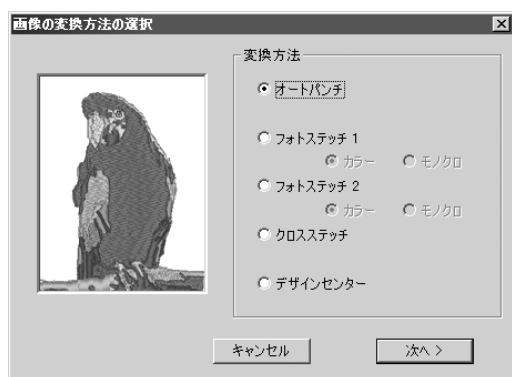 画像の変換方法の選択
変換方法
オートパンチ
フォトステッチ 1
カラー モノクロ
フォトステッチ 2
カラー モノクロ
クロスステッチ
デザインセンター
キャンセル 次へ >